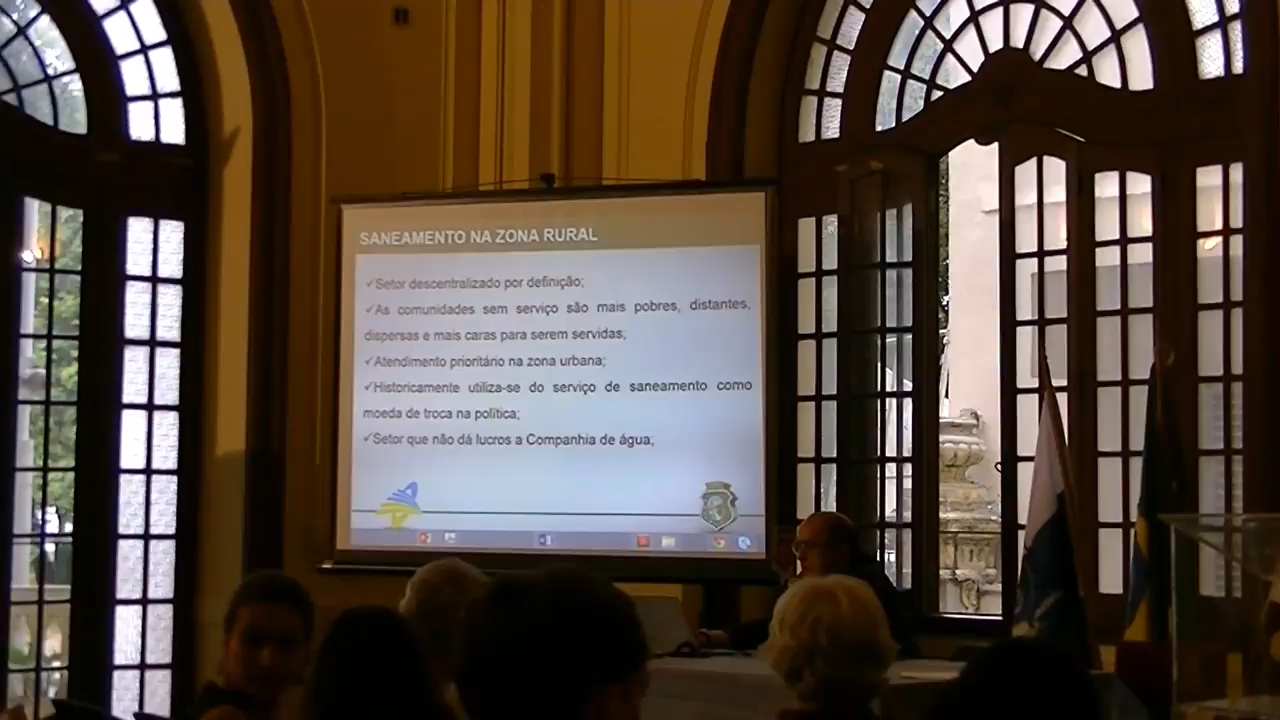 SANEAMENTO NA ZONA RURAL
✓Setor descentralizado por definição;
✓As comunidades sem serviço são mais pobres, distantes,
dispersas e mais caras para serem servidas;
✓Atendimento prioritário na zona urbana;
✓Historicamente utiliza-se do serviço de saneamento como
moeda de troca na política;
✓Setor que não dá lucros a Companhia de água;